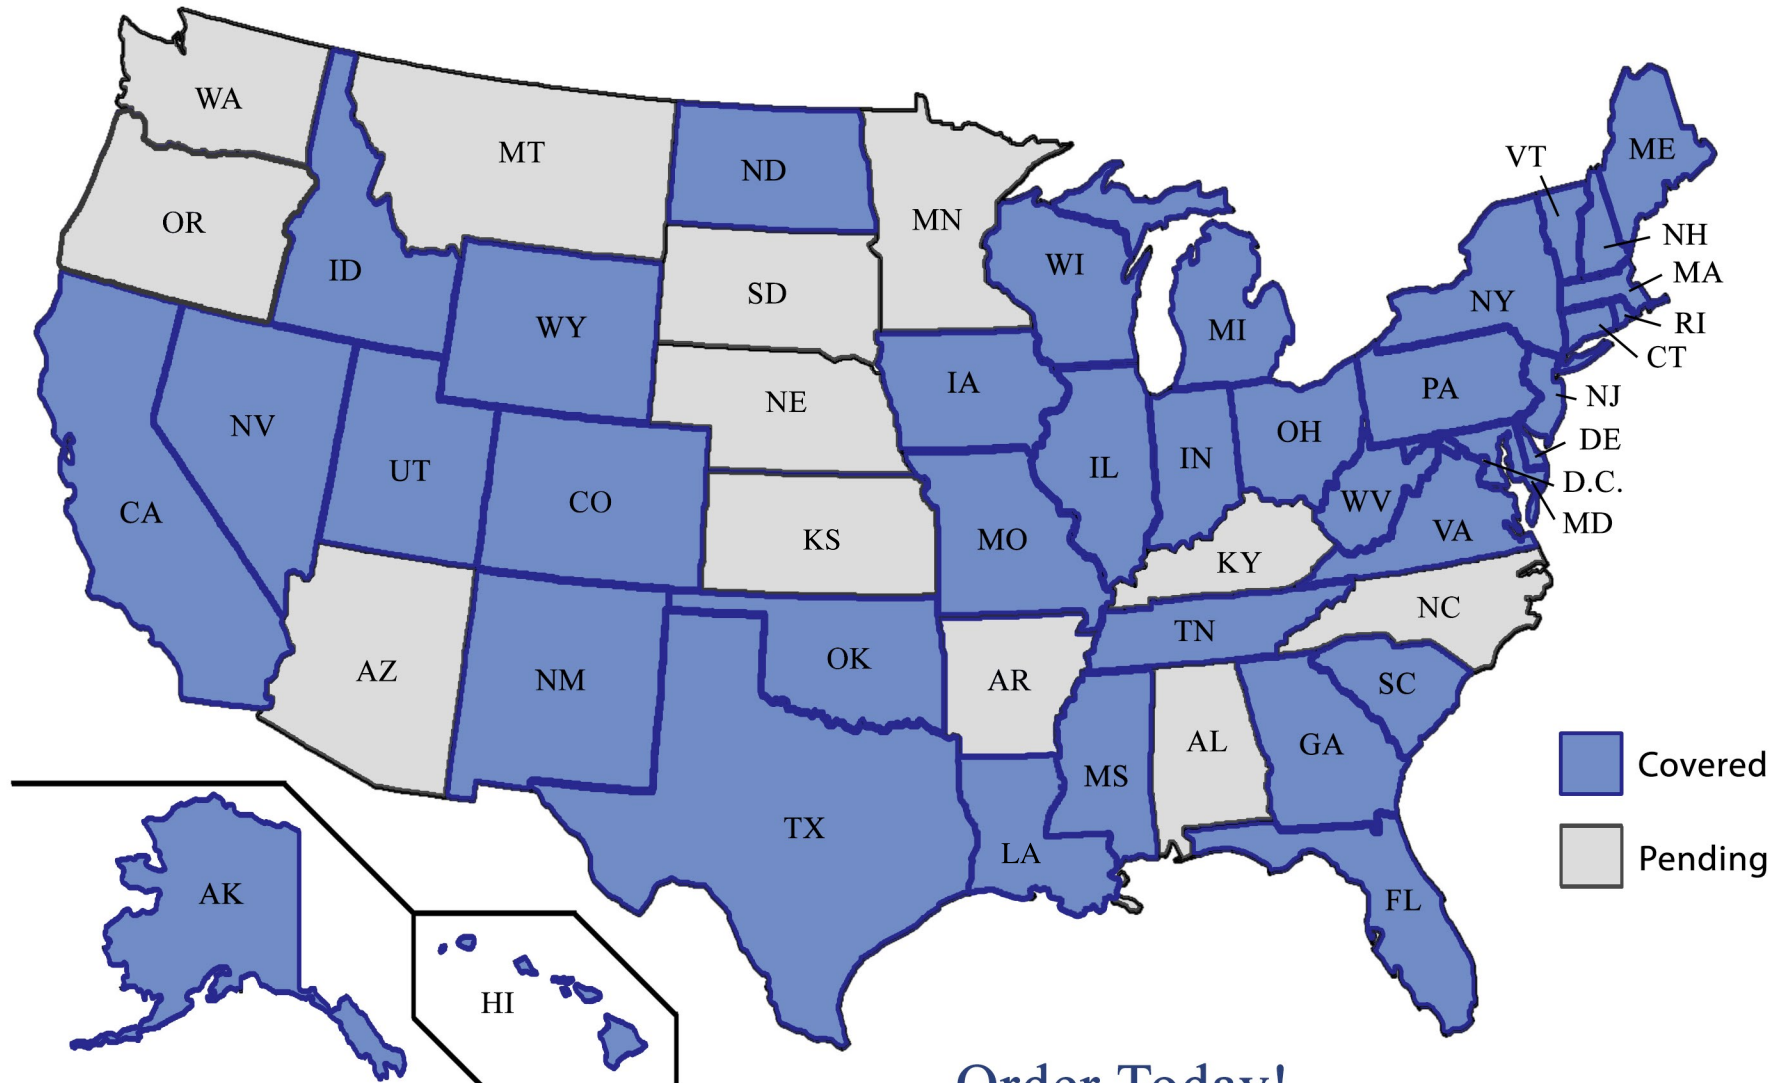 WA
MT
ND
MN
VT
ME
OR
ID
WY
SD
WI
MI
NY
NH
MA
RI
CT
NV
UT
CO
NE
IA
IL
IN
OH
PA
NJ
DE
D.C.
MD
CA
KS
MO
KY
WV
VA
AZ
NM
OK
AR
TN
NC
SC
TX
LA
MS
AL
GA
FL
Covered
Pending
AK
HI
Order Today!